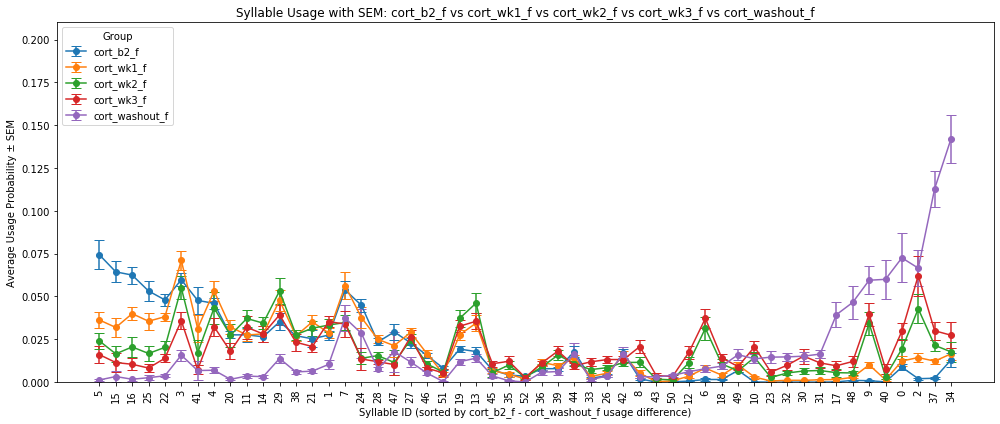 Syllable Usage with SEM: cort_b2_f vs cort_wk1_f vs cort_wk2_f vs cort_wk3_f vs cort_washout_f
Group
cort_b2_f
cort_wk1_f
cort_wk2_f
cort_wk3_f
cort_washout_f
Average Usage Probability ± SEM
0.200
0.175
0.150
0.125
0.100
0.075
0.050
0.025
0.000
5 15 16 25 22 3 41 4 20 11 14 29 38 21 1 7 24 28 47 27 46 51 19 13 45 35 52 36 39 44 33 26 42 8 43 50 12 6 18 49 10 23 32 30 31 17 48 9 40 0 2 37 34
Syllable ID (sorted by cort_b2_f - cort_washout_f usage difference)